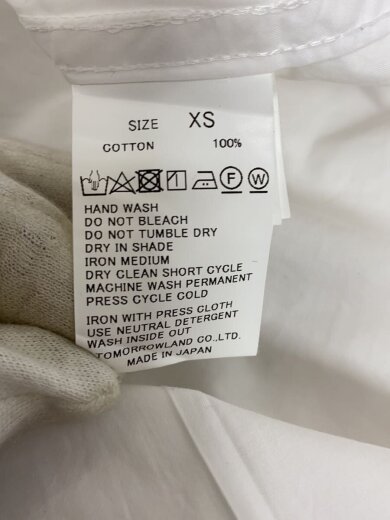 SIZE XS
COTTON 100%
F W
HAND WASH
DO NOT BLEACH
DO NOT TUMBLE DRY
DRY IN SHADE
IRON MEDIUM
DRY CLEAN SHORT CYCLE
MACHINE WASH PERMANENT
PRESS CYCLE COLD
IRON WITH PRESS CLOTH
USE NEUTRAL DETERGENT
WASH INSIDE OUT
TOMORROWLAND CO.,LTD.
MADE IN JAPAN